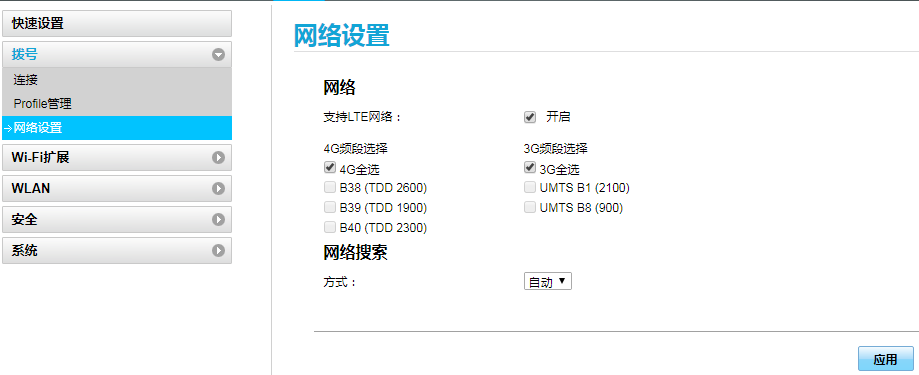 快速设置
拨号
连接
Profile管理
网络设置
Wi-Fi扩展
WLAN
安全
系统
网络设置
网络
支持LTE网络： 开启
4G频段选择 3G频段选择
4G全选 3G全选
B38 (TDD 2600) UMTS B1 (2100)
B39 (TDD 1900) UMTS B8 (900)
B40 (TDD 2300)
网络搜索
方式： 自动
应用